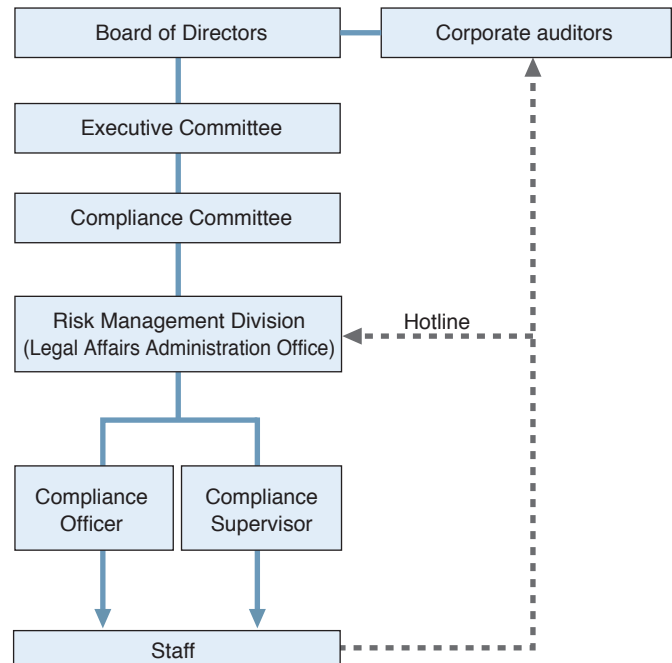 Board of Directors
Corporate auditors
Executive Committee
Compliance Committee
Risk Management Division
(Legal Affairs Administration Office)
Hotline
Compliance
Officer
Compliance
Supervisor
Staff